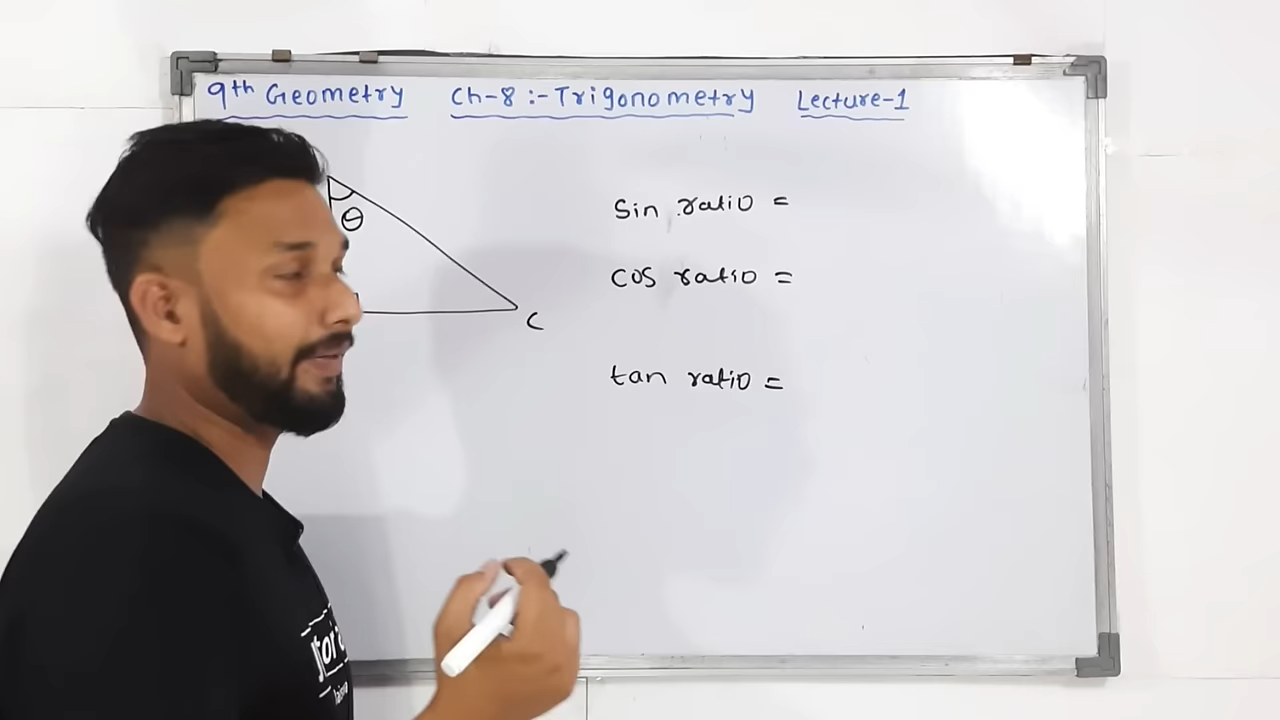 9th Geometry Ch-8 :- Trigonometry Lecture-1
θ
Sin ratio =
cos ratio =
C
tan ratio =